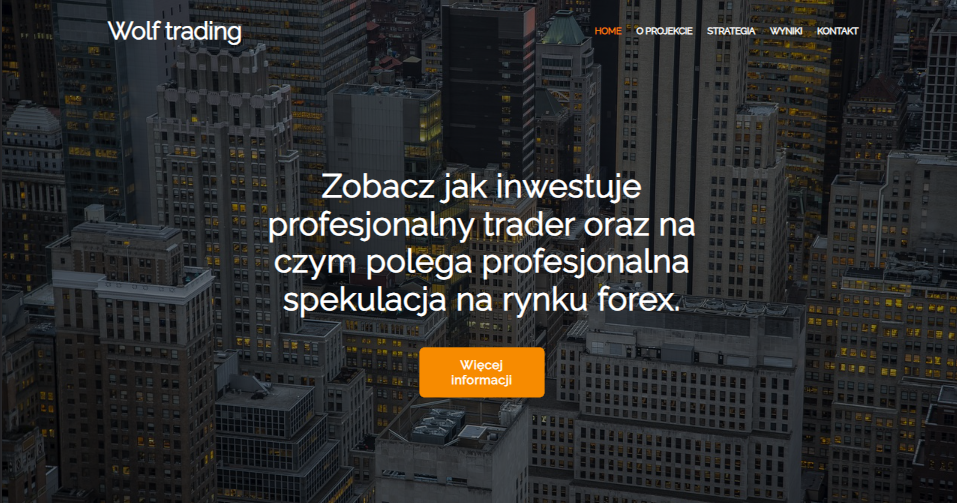 Wolf trading
HOME O PROJEKCIE STRATEGIA WYNIKI KONTAKT
Zobacz jak inwestuje
profesjonalny trader oraz na
czym polega profesjonalna
spekulacja na rynku forex.
Więcej
informacji